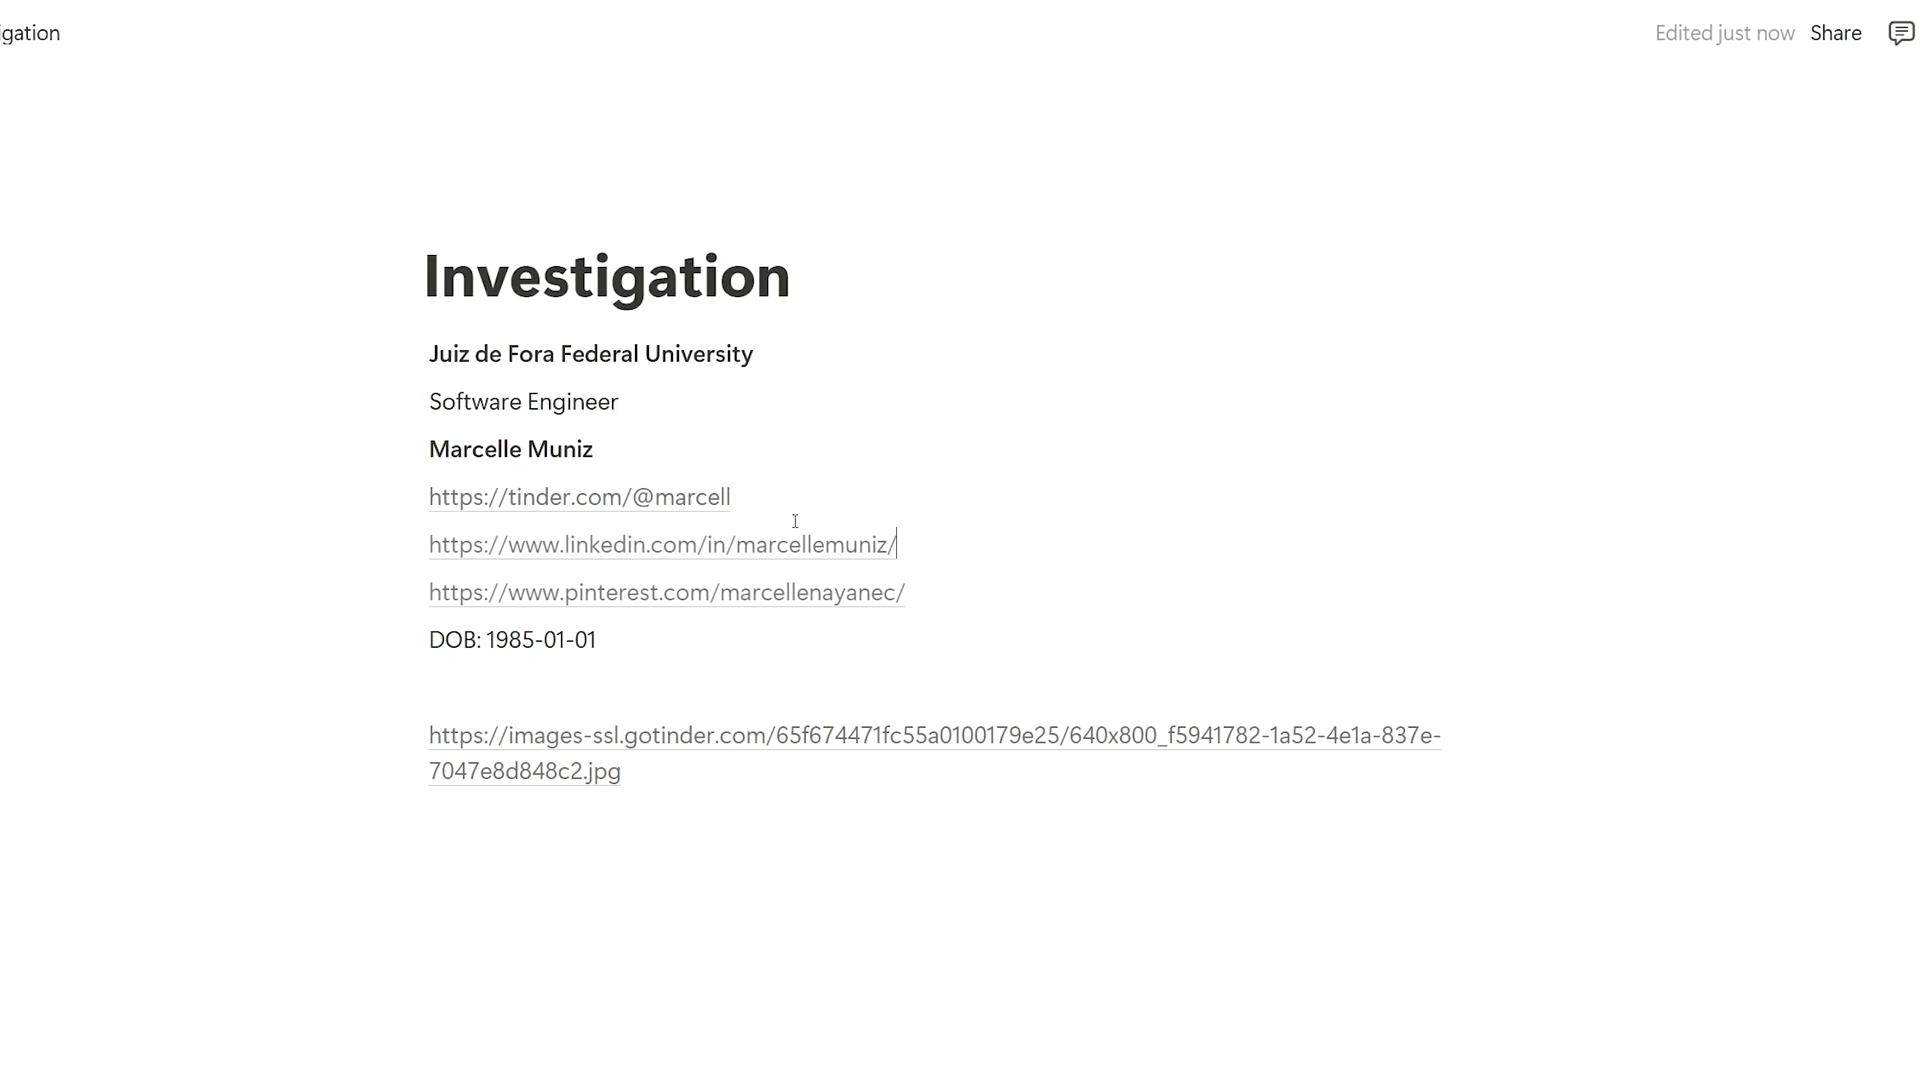 igation
Edited just now Share
Investigation
Juiz de Fora Federal University
Software Engineer
Marcelle Muniz
https://tinder.com/@marcell
https://www.linkedin.com/in/marcellemuniz/
https://www.pinterest.com/marcellenayanec/
DOB: 1985-01-01
https://images-ssl.gotinder.com/65f674471fc55a0100179e25/640x800_f5941782-1a52-4e1a-837e-
7047e8d848c2.jpg